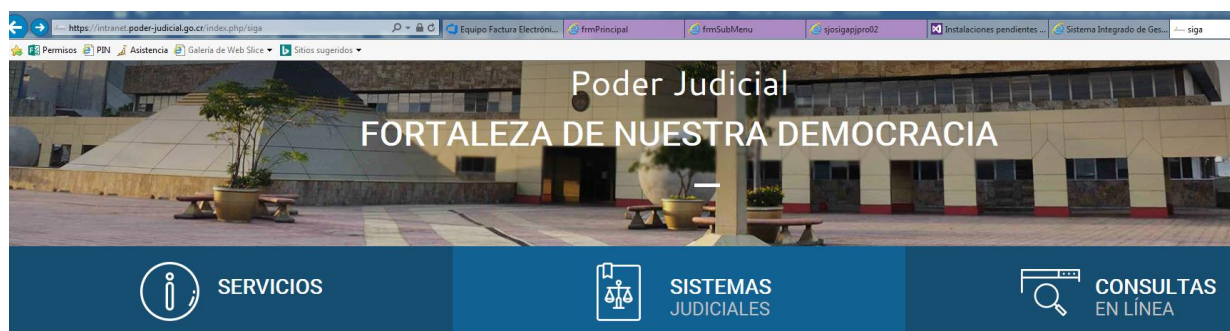 https://intranet.poder-judicial.go.cr/index.php/siga
Equipo Factura Electróni...
frmPrincipal
frmSubMenu
sjosigapjpro02
Instalaciones pendientes ...
Sistema Integrado de Ges...
siga
Permisos
PIN
Asistencia
Galería de Web Slice
Sitios sugeridos
Poder Judicial
FORTALEZA DE NUESTRA DEMOCRACIA
SERVICIOS
SISTEMAS
JUDICIALES
CONSULTAS
EN LÍNEA